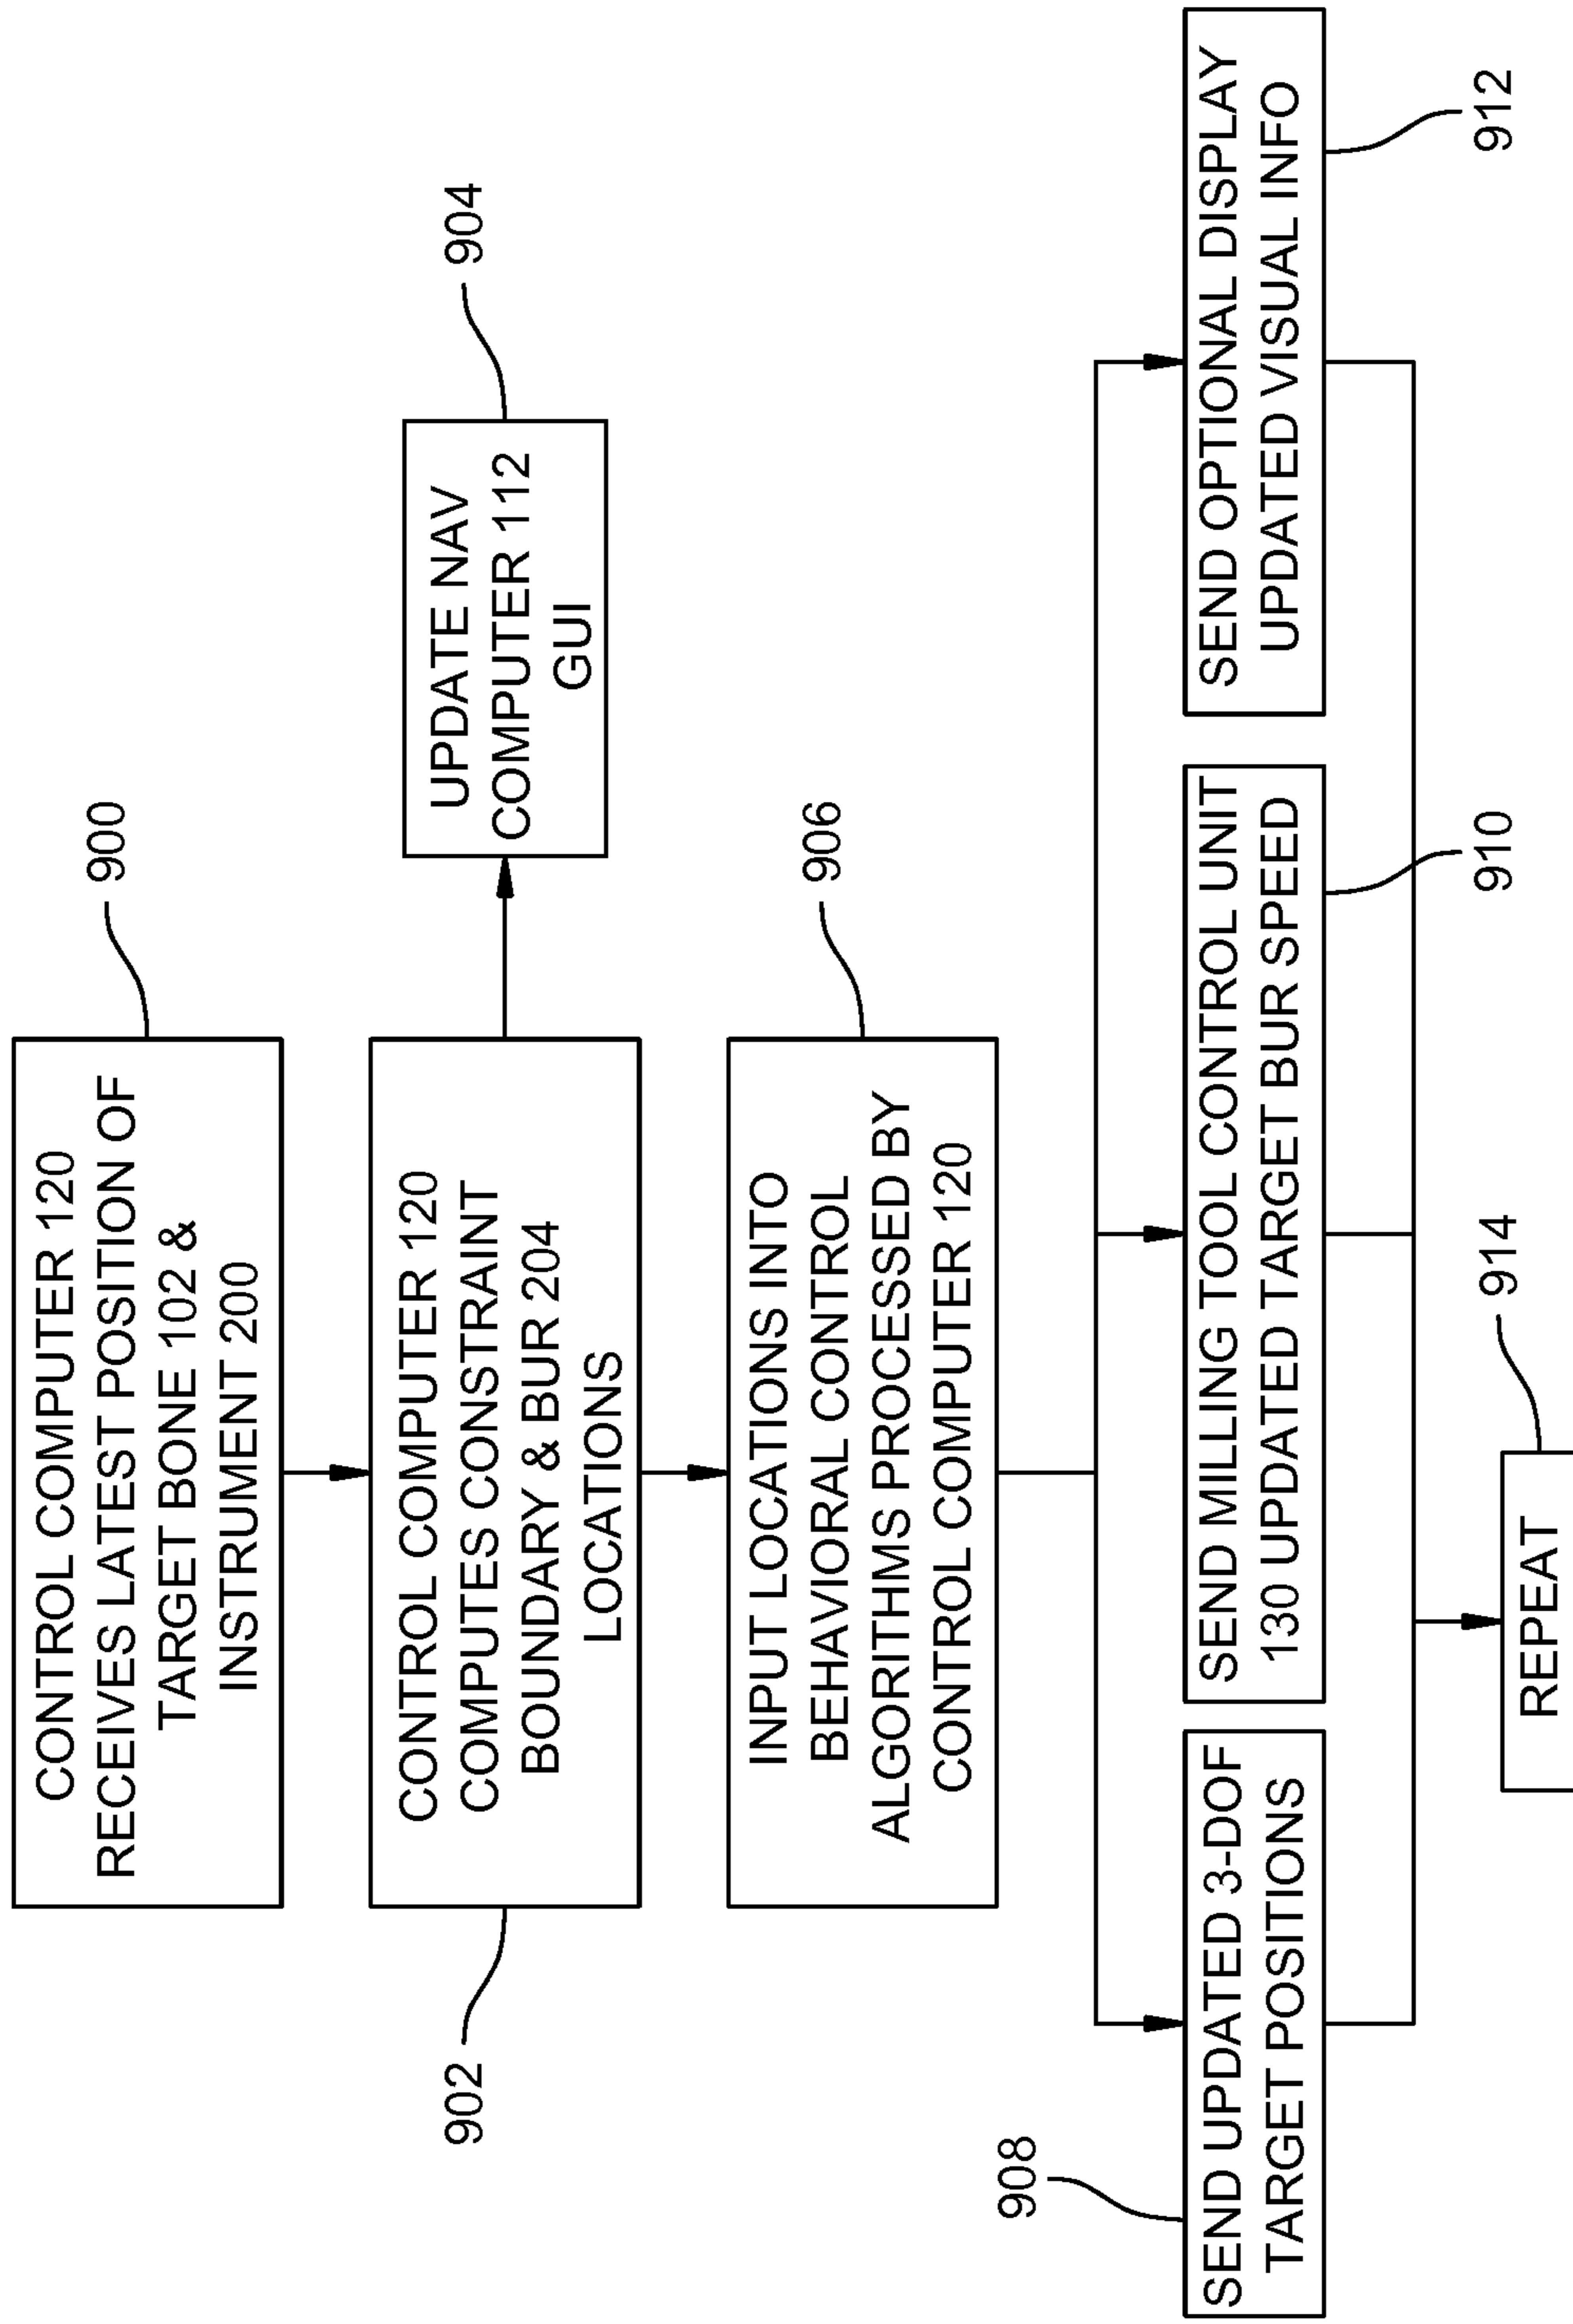 900
CONTROL COMPUTER 120
RECEIVES LATEST POSITION OF
TARGET BONE 102 &
INSTRUMENT 200
902
CONTROL COMPUTER 120
COMPUTES CONSTRAINT
BOUNDARY & BUR 204
LOCATIONS
904
UPDATE NAV
COMPUTER 112
GUI
906
INPUT LOCATIONS INTO
BEHAVIORAL CONTROL
ALGORITHMS PROCESSED BY
CONTROL COMPUTER 120
908
SEND UPDATED 3-DOF
TARGET POSITIONS
SEND MILLING TOOL CONTROL UNIT
130 UPDATED TARGET BUR SPEED
910
SEND OPTIONAL DISPLAY
UPDATED VISUAL INFO
912
914
REPEAT